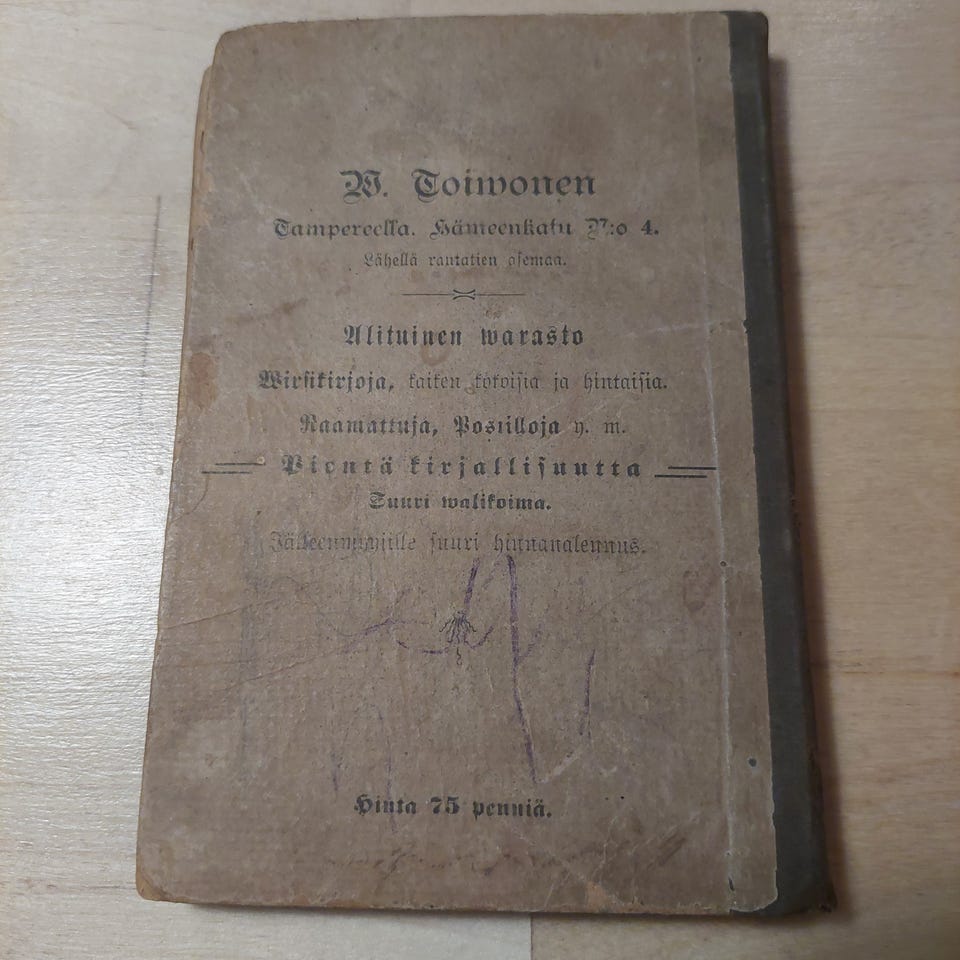 W. Toiwonen
Tampereella. Hämeenkatu N:o 4.
Lähellä rantatien asemaa.
Alituinen warasto
Wirsikirjoja, kaiken kokoisia ja hintaisia.
Raamattuja, Postilloja y. m.
Pientä kirjallisuutta
Suuri walikoima.
Jälleenmyyjille suuri hinnanalennus.
Hinta 75 penniä.